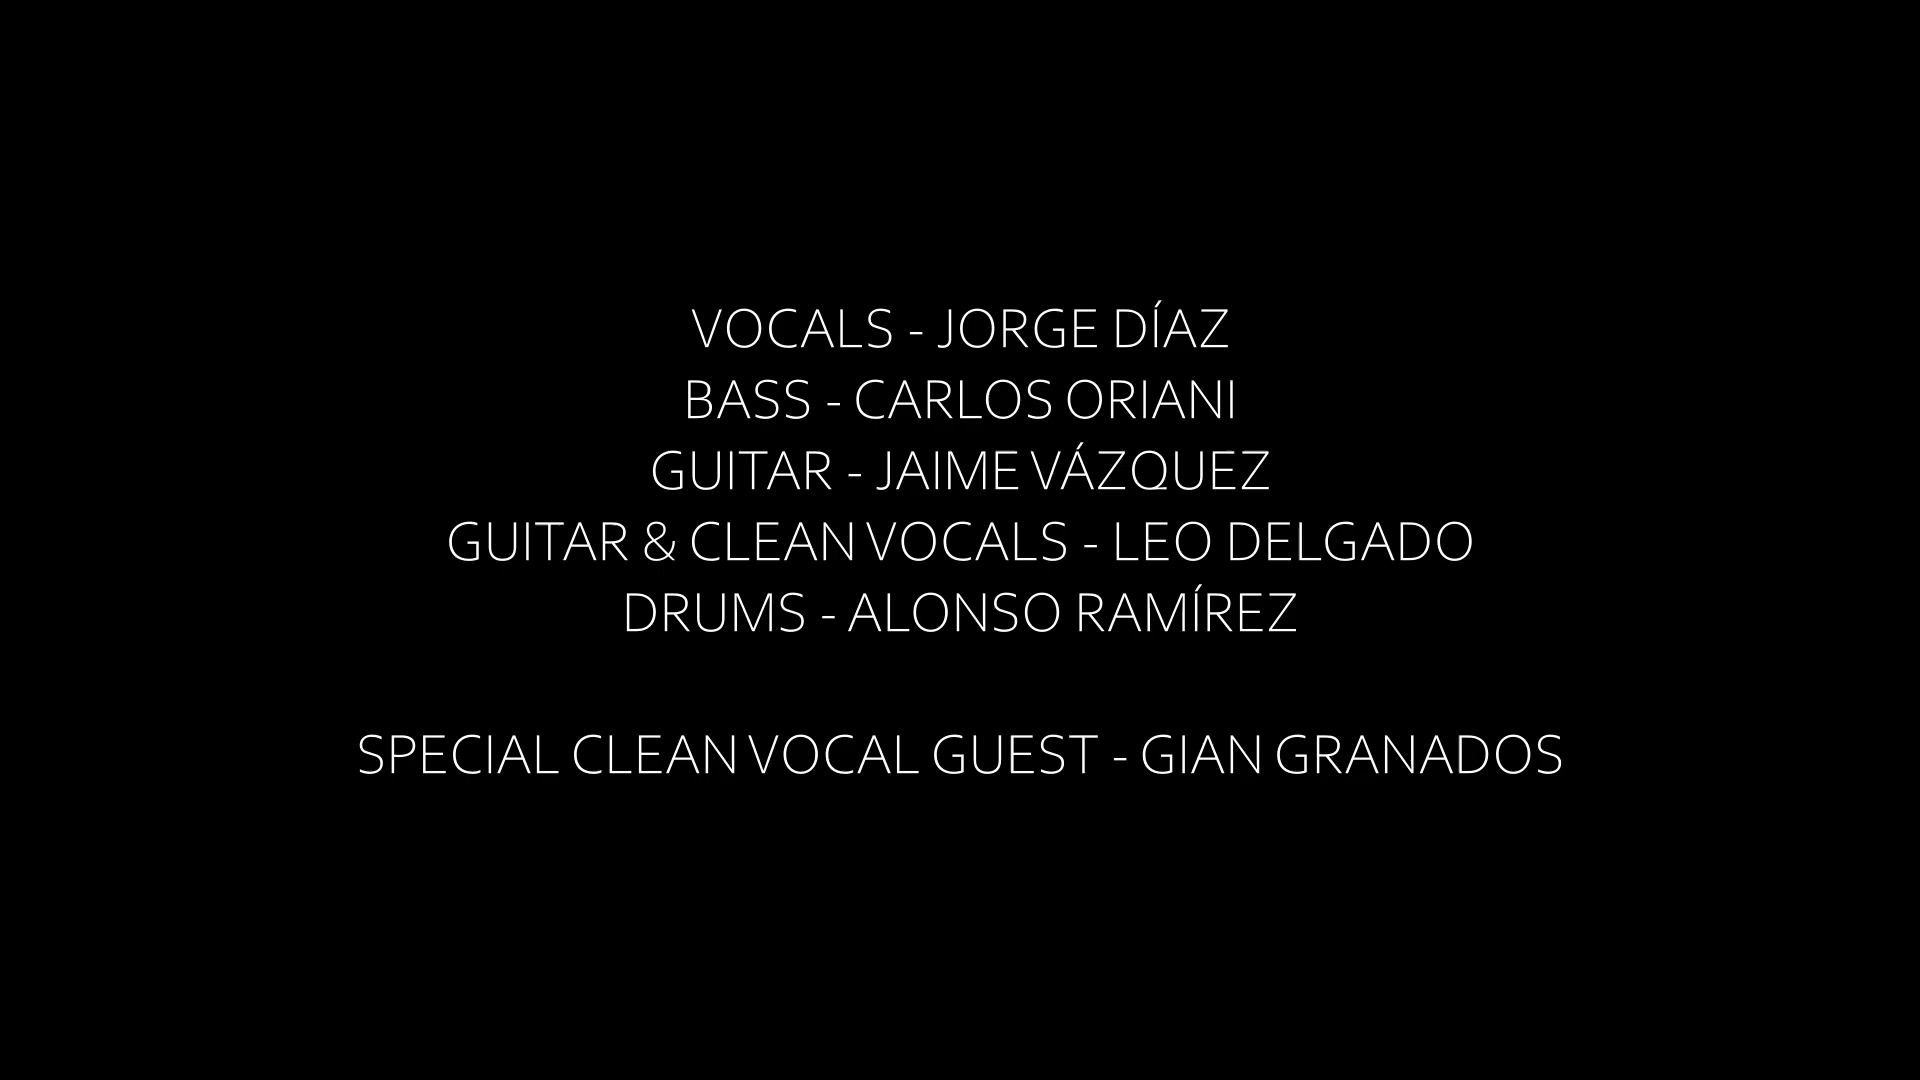 VOCALS - JORGE DÍAZ
BASS - CARLOS ORIANI
GUITAR - JAIME VÁZQUEZ
GUITAR & CLEAN VOCALS - LEO DELGADO
DRUMS - ALONSO RAMÍREZ
SPECIAL CLEAN VOCAL GUEST - GIAN GRANADOS